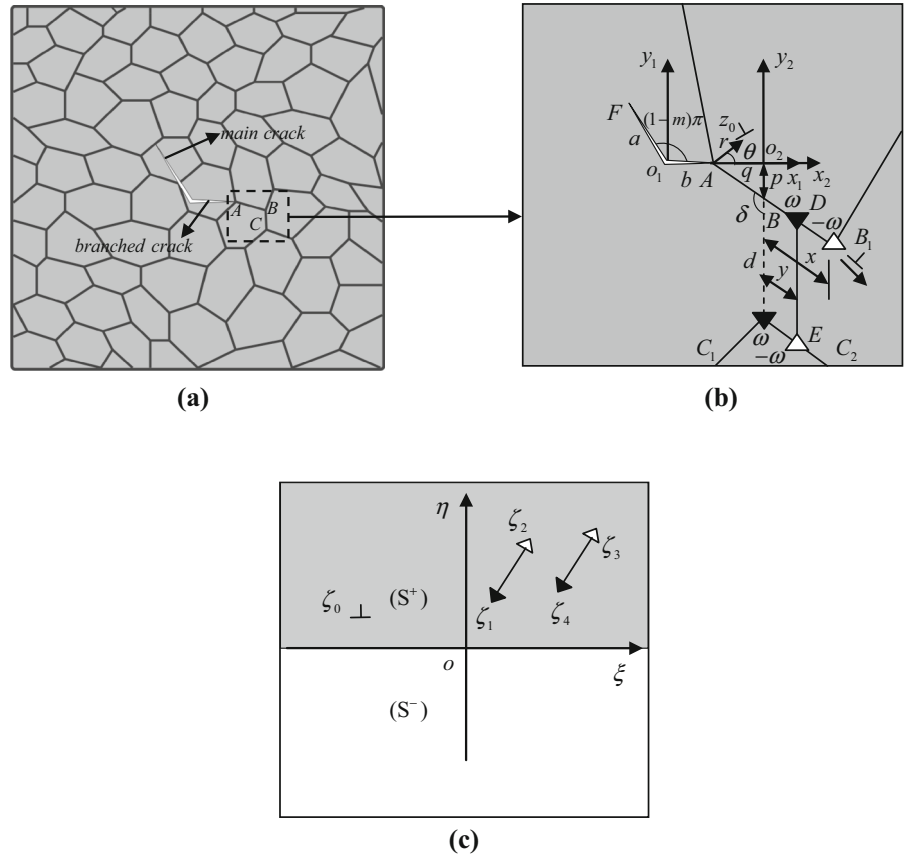 main crack
A
B
C
branched crack
(a)
y₁
y₂
F
(1−m)π
z₀
a
r
θ
o₂
o₁
b
A
q
p
x₁
x₂
δ
B
ω
D
−ω
B₁
x
d
y
C₁
ω
−ω
E
C₂
(b)
η
ζ₂
ζ₃
ζ₀
(S⁺)
ζ₁
ζ₄
o
ξ
(S⁻)
(c)